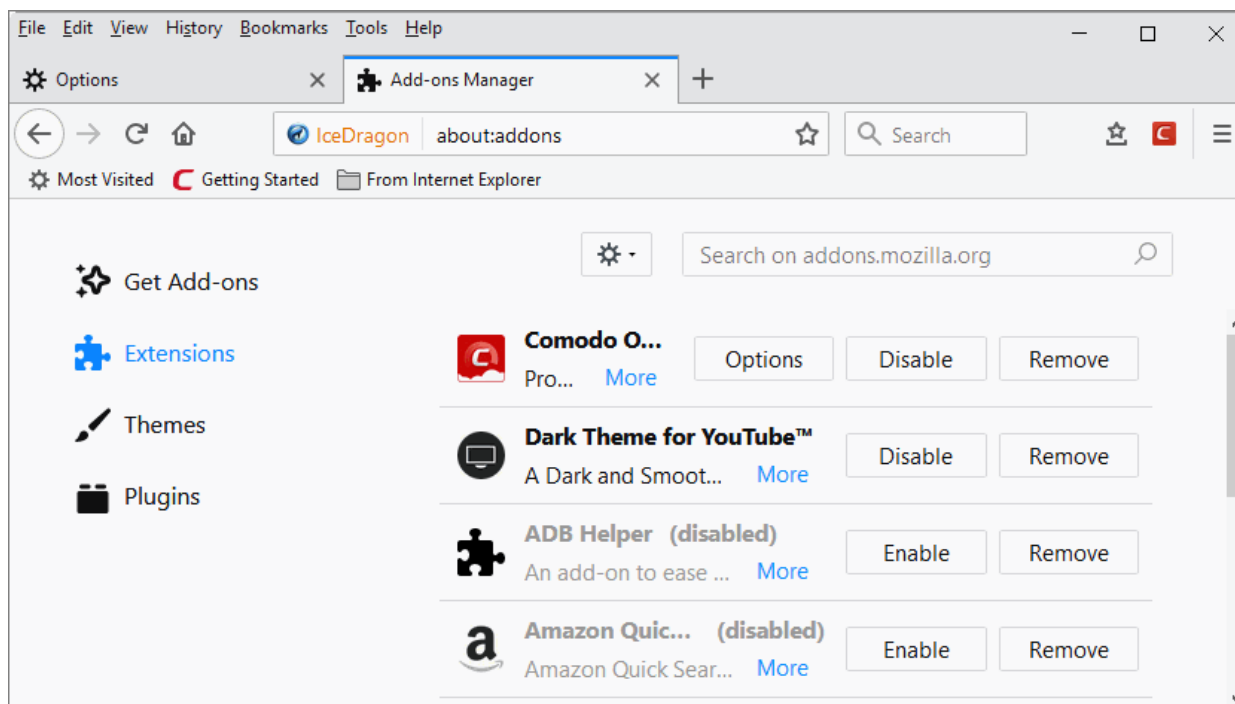 File Edit View History Bookmarks Tools Help
Options
Add-ons Manager
IceDragon
about:addons
Search
Most Visited
Getting Started
From Internet Explorer
Search on addons.mozilla.org
Get Add-ons
Extensions
Themes
Plugins
Comodo O...
Pro... More
Options Disable Remove
Dark Theme for YouTube™
A Dark and Smoot... More
Disable Remove
ADB Helper (disabled)
An add-on to ease ... More
Enable Remove
Amazon Quic... (disabled)
Amazon Quick Sear... More
Enable Remove